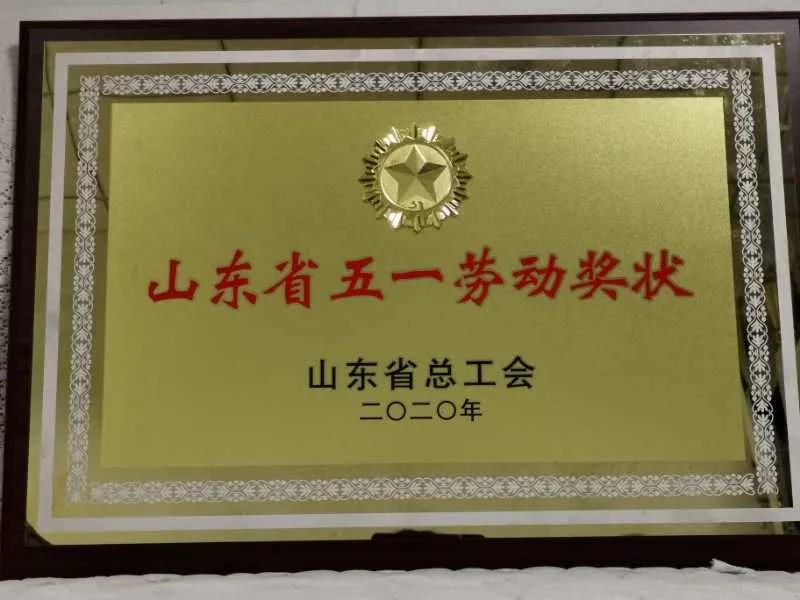 山东省五一劳动奖状
山东省总工会
二〇二〇年